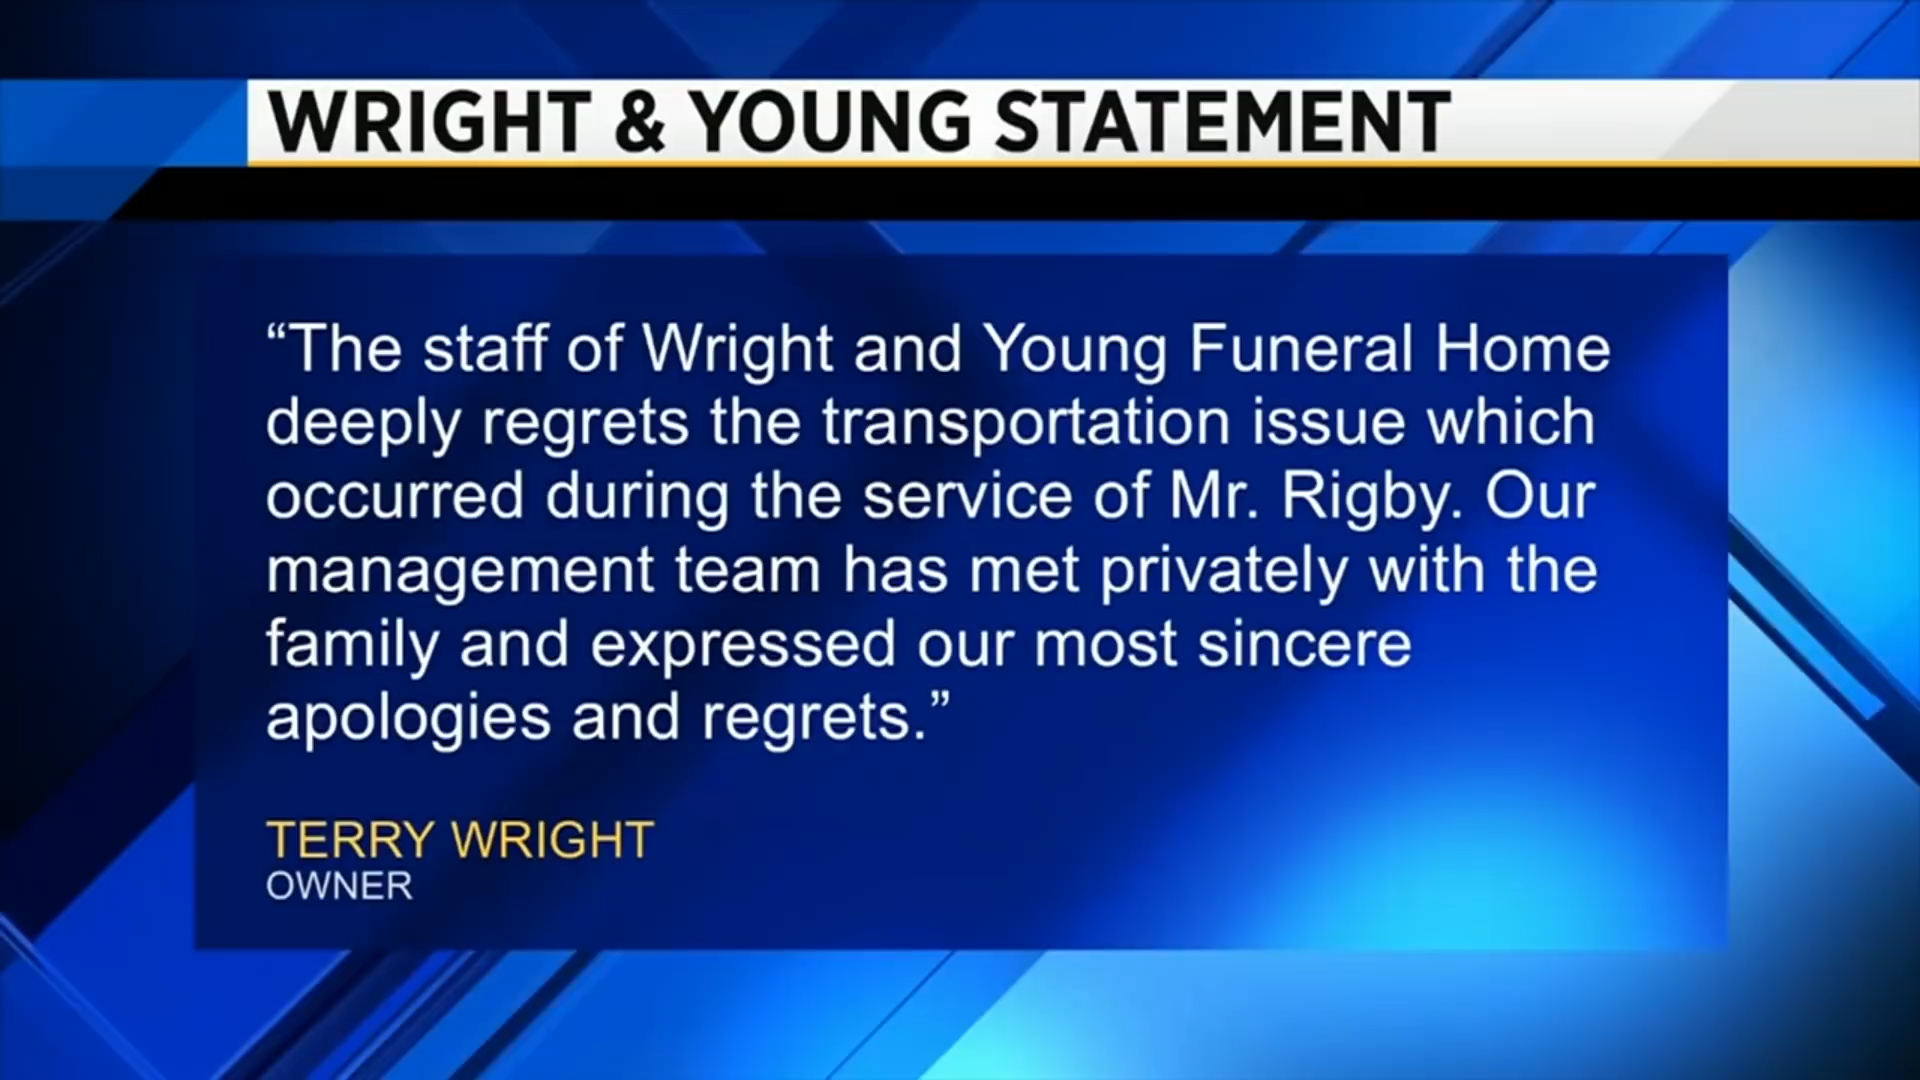 WRIGHT & YOUNG STATEMENT
“The staff of Wright and Young Funeral Home
deeply regrets the transportation issue which
occurred during the service of Mr. Rigby. Our
management team has met privately with the
family and expressed our most sincere
apologies and regrets.”
TERRY WRIGHT
OWNER